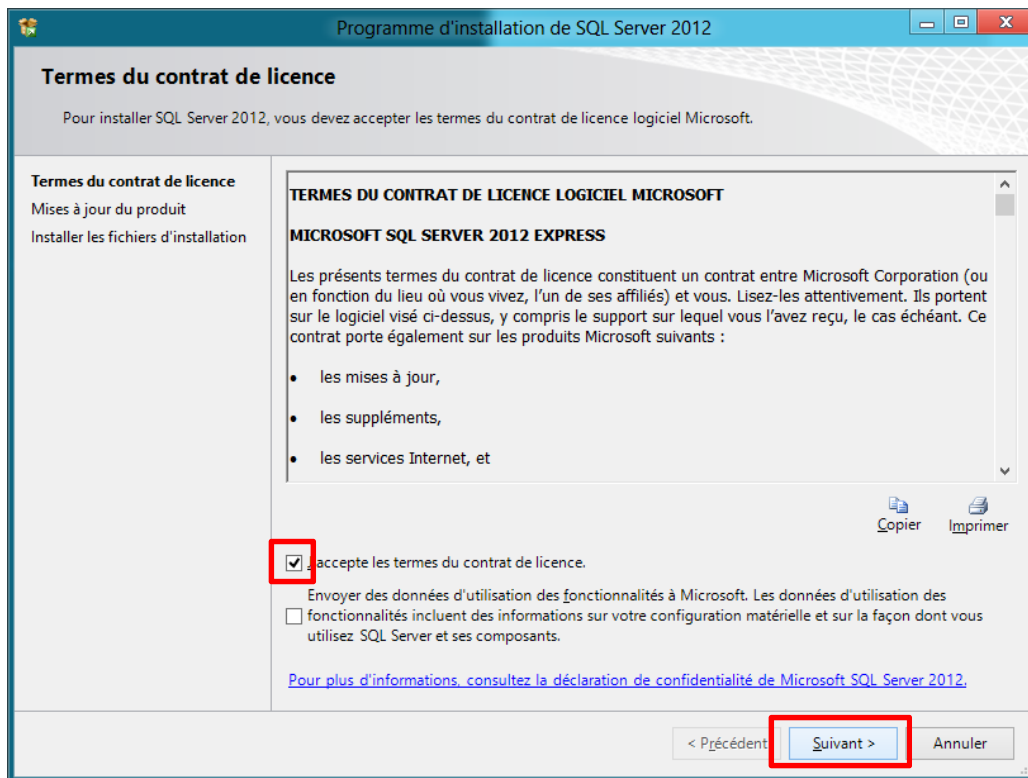 Programme d'installation de SQL Server 2012
Termes du contrat de licence
Pour installer SQL Server 2012, vous devez accepter les termes du contrat de licence logiciel Microsoft.
Termes du contrat de licence
Mises à jour du produit
Installer les fichiers d'installation
TERMES DU CONTRAT DE LICENCE LOGICIEL MICROSOFT
MICROSOFT SQL SERVER 2012 EXPRESS
Les présents termes du contrat de licence constituent un contrat entre Microsoft Corporation (ou
en fonction du lieu où vous vivez, l'un de ses affiliés) et vous. Lisez-les attentivement. Ils portent
sur le logiciel visé ci-dessus, y compris le support sur lequel vous l'avez reçu, le cas échéant. Ce
contrat porte également sur les produits Microsoft suivants :
• les mises à jour,
• les suppléments,
• les services Internet, et
Copier Imprimer
J'accepte les termes du contrat de licence.
Envoyer des données d'utilisation des fonctionnalités à Microsoft. Les données d'utilisation des
fonctionnalités incluent des informations sur votre configuration matérielle et sur la façon dont vous
utilisez SQL Server et ses composants.
Pour plus d'informations, consultez la déclaration de confidentialité de Microsoft SQL Server 2012.
< Précédent Suivant > Annuler